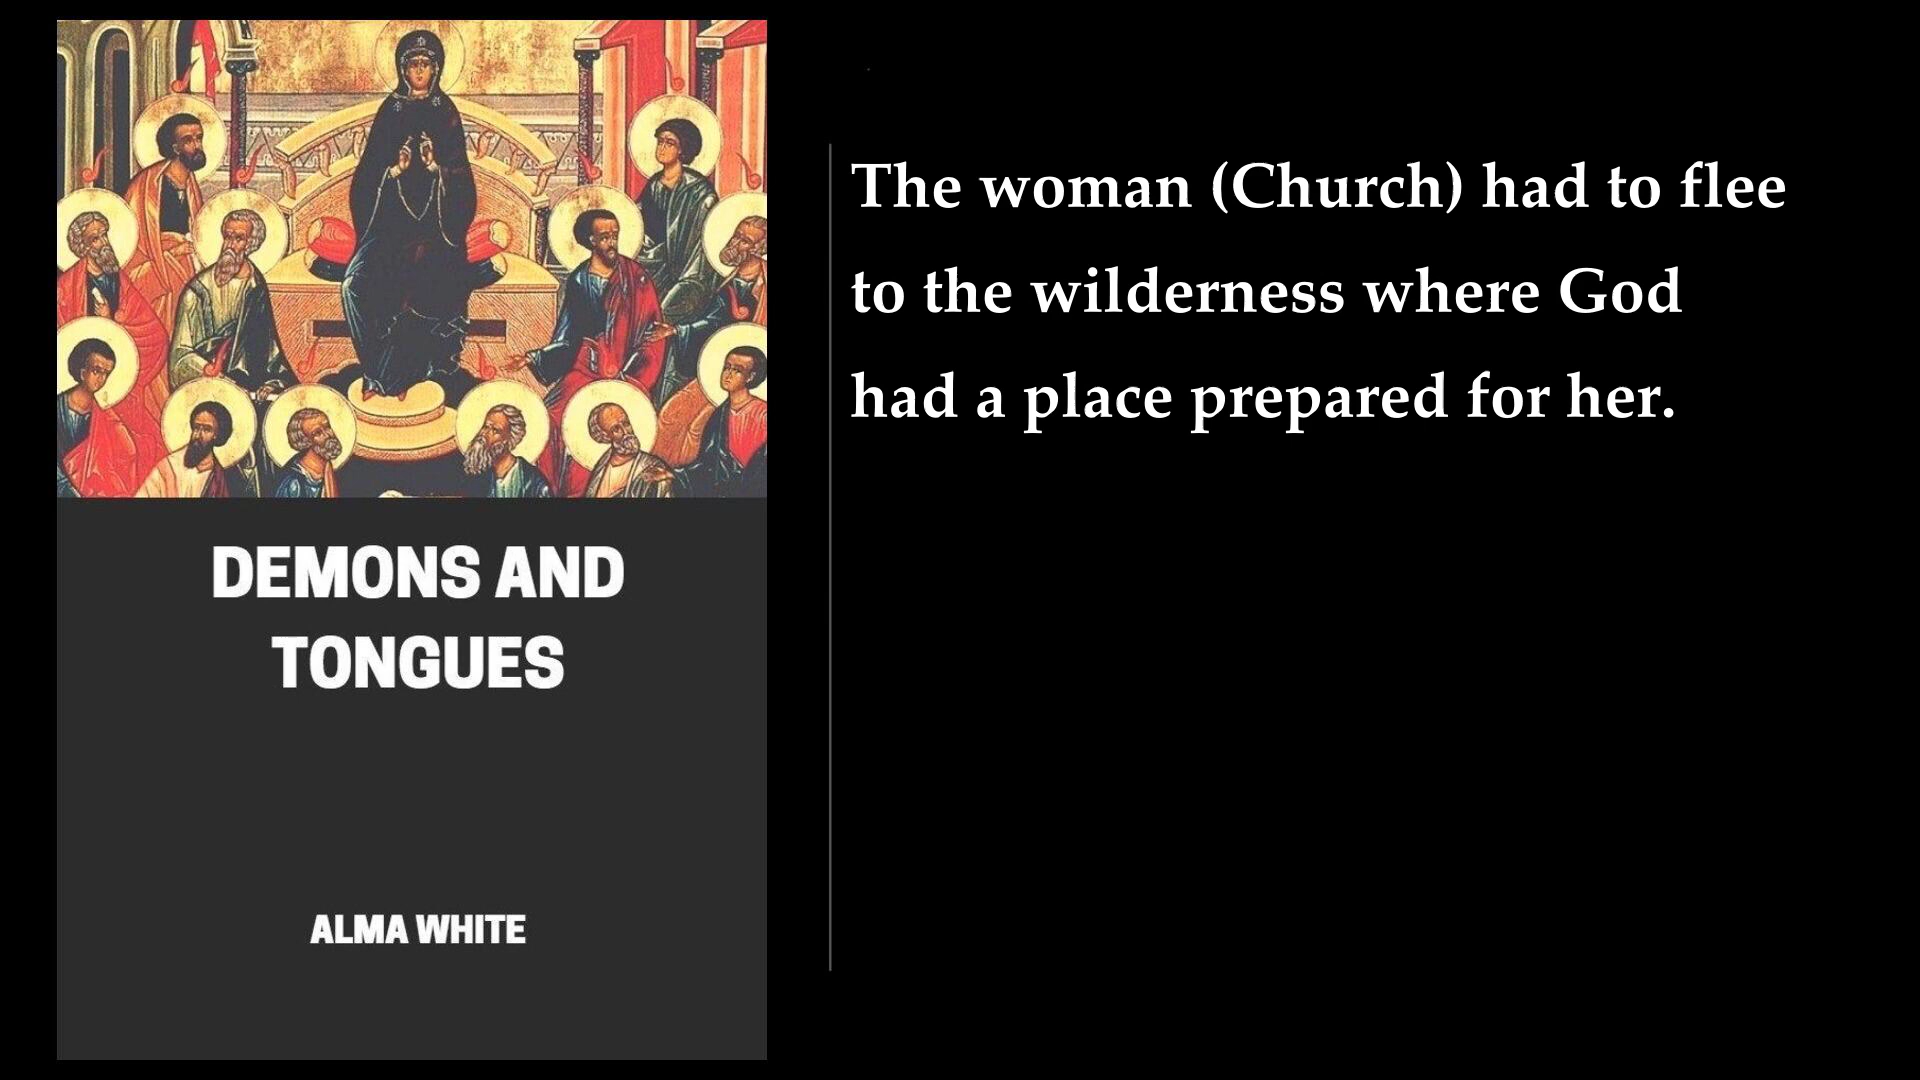 DEMONS AND
TONGUES
ALMA WHITE
The woman (Church) had to flee
to the wilderness where God
had a place prepared for her.